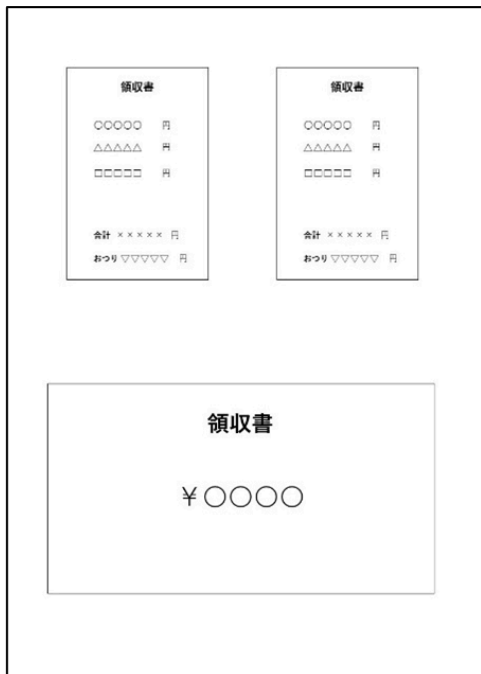 領収書
○○○○○ 円
△△△△△ 円
□□□□□ 円
合計 ××××× 円
おつり ▽▽▽▽▽ 円
領収書
○○○○○ 円
△△△△△ 円
□□□□□ 円
合計 ××××× 円
おつり ▽▽▽▽▽ 円
領収書
¥○○○○